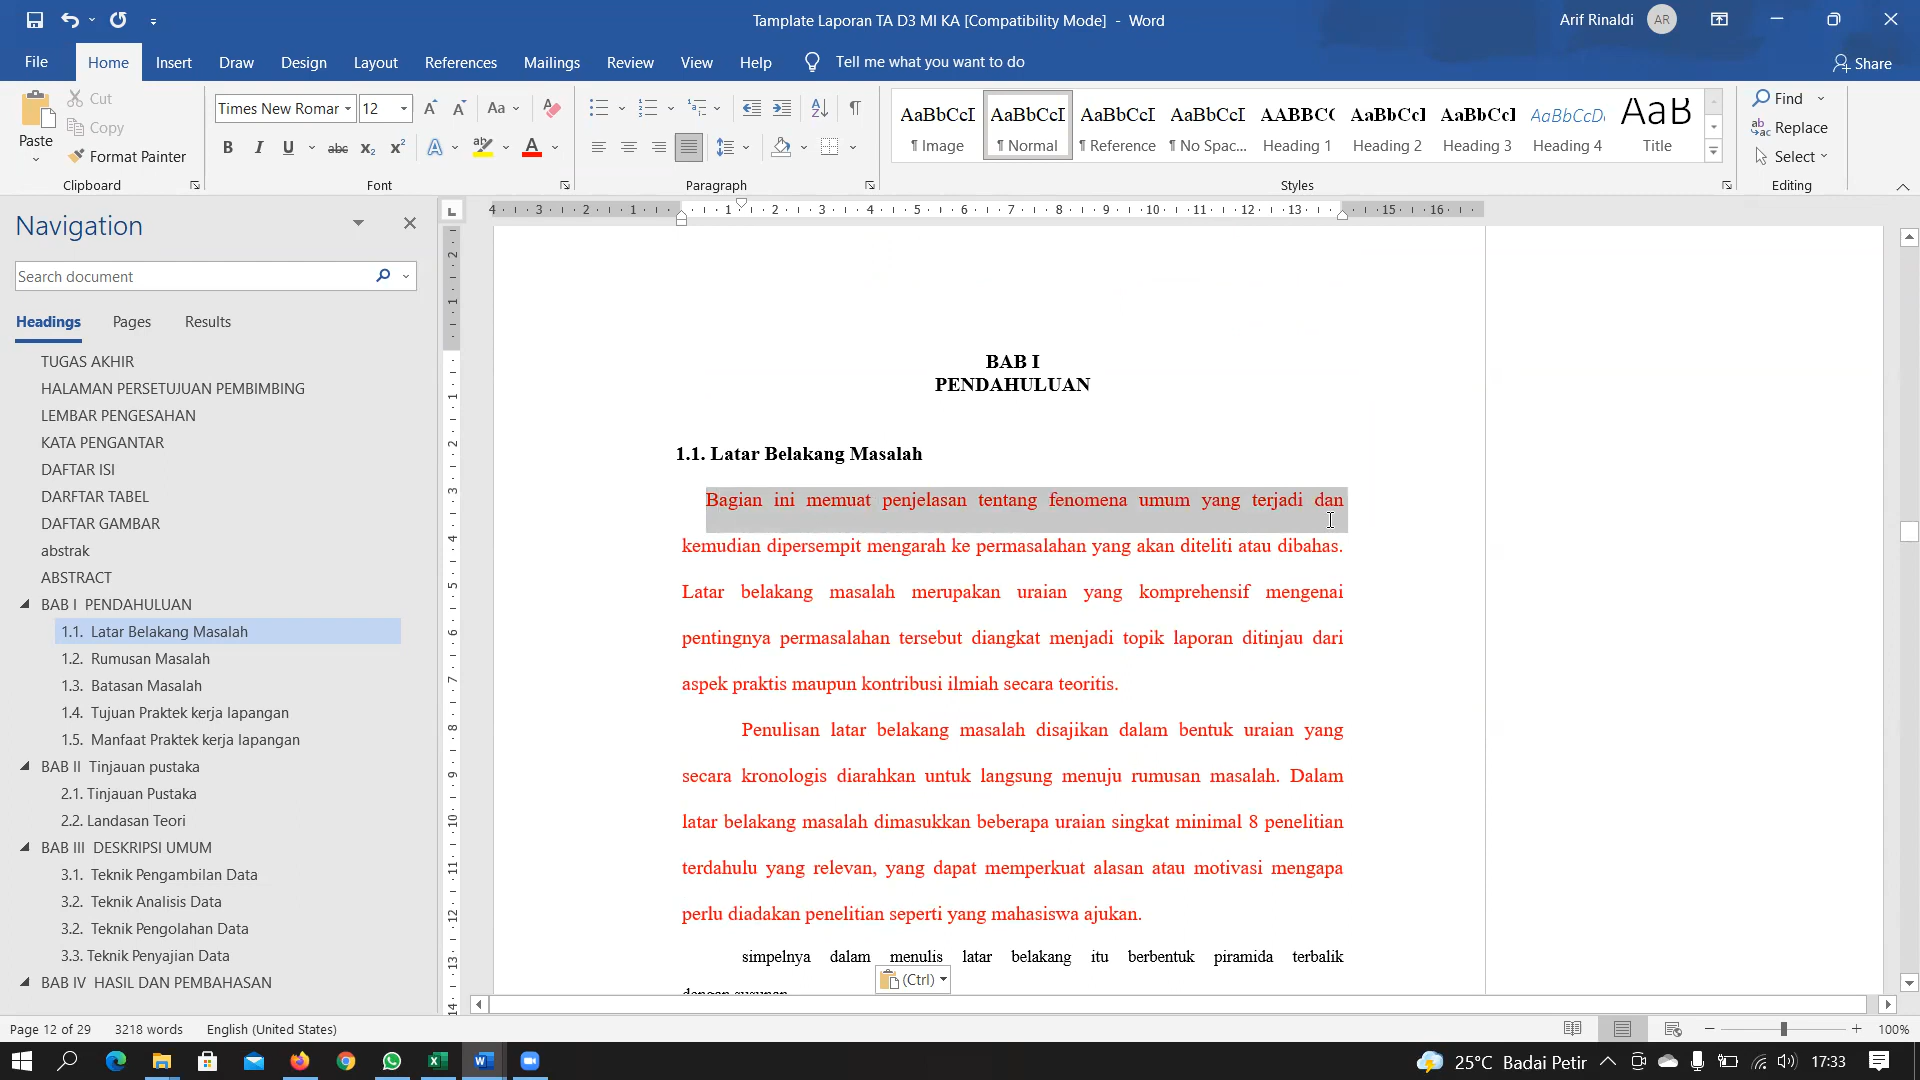 Tamplate Laporan TA D3 MI KA [Compatibility Mode] - Word
Arif Rinaldi
AR
File
Home
Insert
Draw
Design
Layout
References
Mailings
Review
View
Help
Tell me what you want to do
Share
Paste
Cut
Copy
Format Painter
Clipboard
Times New Romar
12
Font
Paragraph
AaBbCcI
¶ Image
AaBbCcI
¶ Normal
AaBbCcI
¶ Reference
AaBbCcI
¶ No Spac...
AABBC(
Heading 1
AaBbCcI
Heading 2
AaBbCcI
Heading 3
AaBbCcD
Heading 4
AaB
Title
Styles
Find
Replace
Select
Editing
Navigation
Search document
Headings
Pages
Results
TUGAS AKHIR
HALAMAN PERSETUJUAN PEMBIMBING
LEMBAR PENGESAHAN
KATA PENGANTAR
DAFTAR ISI
DARFTAR TABEL
DAFTAR GAMBAR
abstrak
ABSTRACT
BAB I PENDAHULUAN
1.1. Latar Belakang Masalah
1.2. Rumusan Masalah
1.3. Batasan Masalah
1.4. Tujuan Praktek kerja lapangan
1.5. Manfaat Praktek kerja lapangan
BAB II Tinjauan pustaka
2.1. Tinjauan Pustaka
2.2. Landasan Teori
BAB III DESKRIPSI UMUM
3.1. Teknik Pengambilan Data
3.2. Teknik Analisis Data
3.2. Teknik Pengolahan Data
3.3. Teknik Penyajian Data
BAB IV HASIL DAN PEMBAHASAN
BAB I
PENDAHULUAN
1.1. Latar Belakang Masalah
Bagian ini memuat penjelasan tentang fenomena umum yang terjadi dan
kemudian dipersempit mengarah ke permasalahan yang akan diteliti atau dibahas.
Latar belakang masalah merupakan uraian yang komprehensif mengenai
pentingnya permasalahan tersebut diangkat menjadi topik laporan ditinjau dari
aspek praktis maupun kontribusi ilmiah secara teoritis.
Penulisan latar belakang masalah disajikan dalam bentuk uraian yang
secara kronologis diarahkan untuk langsung menuju rumusan masalah. Dalam
latar belakang masalah dimasukkan beberapa uraian singkat minimal 8 penelitian
terdahulu yang relevan, yang dapat memperkuat alasan atau motivasi mengapa
perlu diadakan penelitian seperti yang mahasiswa ajukan.
simpelnya dalam menulis latar belakang itu berbentuk piramida terbalik
dengan susunan
(Ctrl)
Page 12 of 29
3218 words
English (United States)
100%
25°C Badai Petir
17:33